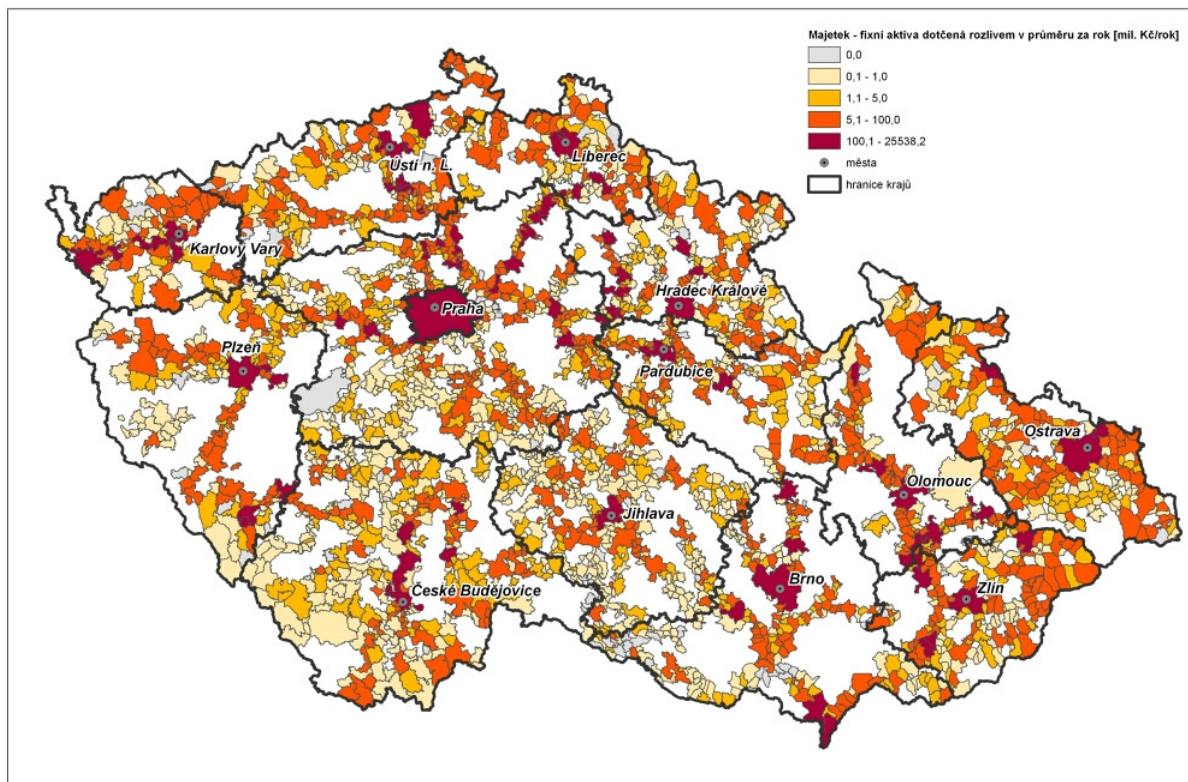 Majetek - fixní aktiva dotčená rozlivem v průměru za rok [mil. Kč/rok]
0,0
0,1 - 1,0
1,1 - 5,0
5,1 - 100,0
100,1 - 25538,2
města
hranice krajů
Ústí n. L.
Liberec
Karlovy Vary
Hradec Králové
Praha
Plzeň
Pardubice
Ostrava
Olomouc
Jihlava
Brno
Zlín
České Budějovice